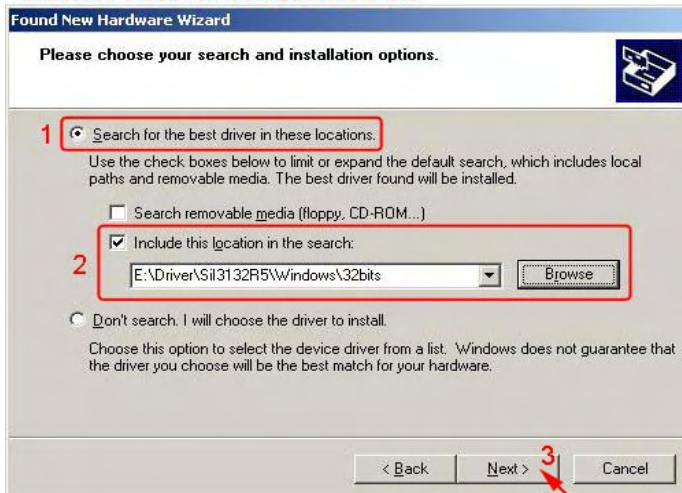 Found New Hardware Wizard
Please choose your search and installation options.
1
Search for the best driver in these locations.
Use the check boxes below to limit or expand the default search, which includes local
paths and removable media. The best driver found will be installed.
Search removable media (floppy, CD-ROM...)
2
Include this location in the search:
E:\Driver\SiI3132R5\Windows\32bits
Browse
Don't search. I will choose the driver to install.
Choose this option to select the device driver from a list. Windows does not guarantee that
the driver you choose will be the best match for your hardware.
< Back
Next >
3
Cancel